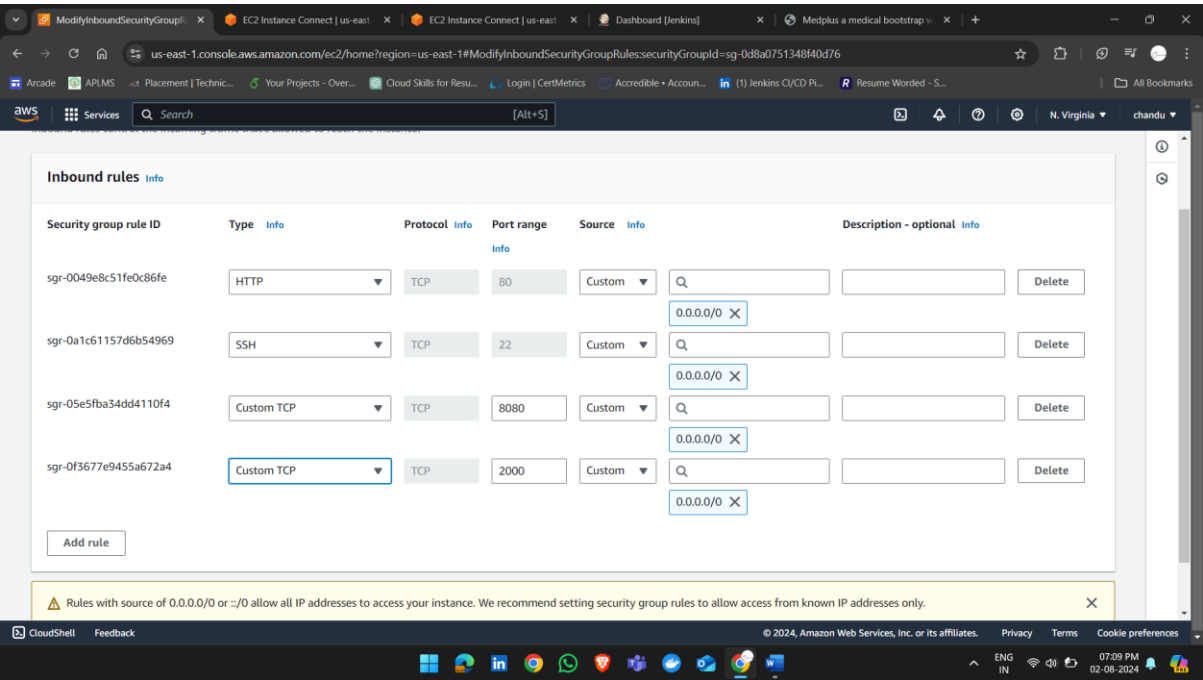 ModifyInboundSecurityGroupR
EC2 Instance Connect | us-east-
EC2 Instance Connect | us-east-
Dashboard [Jenkins]
Medplus a medical bootstrap w
us-east-1.console.aws.amazon.com/ec2/home?region=us-east-1#ModifyInboundSecurityGroupRules:securityGroupId=sg-0d8a0751348f40d76
Arcade APLMS Placement | Technic... Your Projects - Over... Cloud Skills for Resu... Login | CertMetrics Accredible • Accoun... (1) Jenkins CI/CD Pi... Resume Worded - S... All Bookmarks
aws Services Search [Alt+S] N. Virginia chandu
Inbound rules Info
Security group rule ID Type Info Protocol Info Port range Source Info Description - optional Info
Info
sgr-0049e8c51fe0c86fe HTTP TCP 80 Custom Delete
0.0.0.0/0
sgr-0a1c61157d6b54969 SSH TCP 22 Custom Delete
0.0.0.0/0
sgr-05e5fba34dd4110f4 Custom TCP TCP 8080 Custom Delete
0.0.0.0/0
sgr-0f3677e9455a672a4 Custom TCP TCP 2000 Custom Delete
0.0.0.0/0
Add rule
Rules with source of 0.0.0.0/0 or ::/0 allow all IP addresses to access your instance. We recommend setting security group rules to allow access from known IP addresses only.
CloudShell Feedback © 2024, Amazon Web Services, Inc. or its affiliates. Privacy Terms Cookie preferences
ENG 07:09 PM
IN 02-08-2024